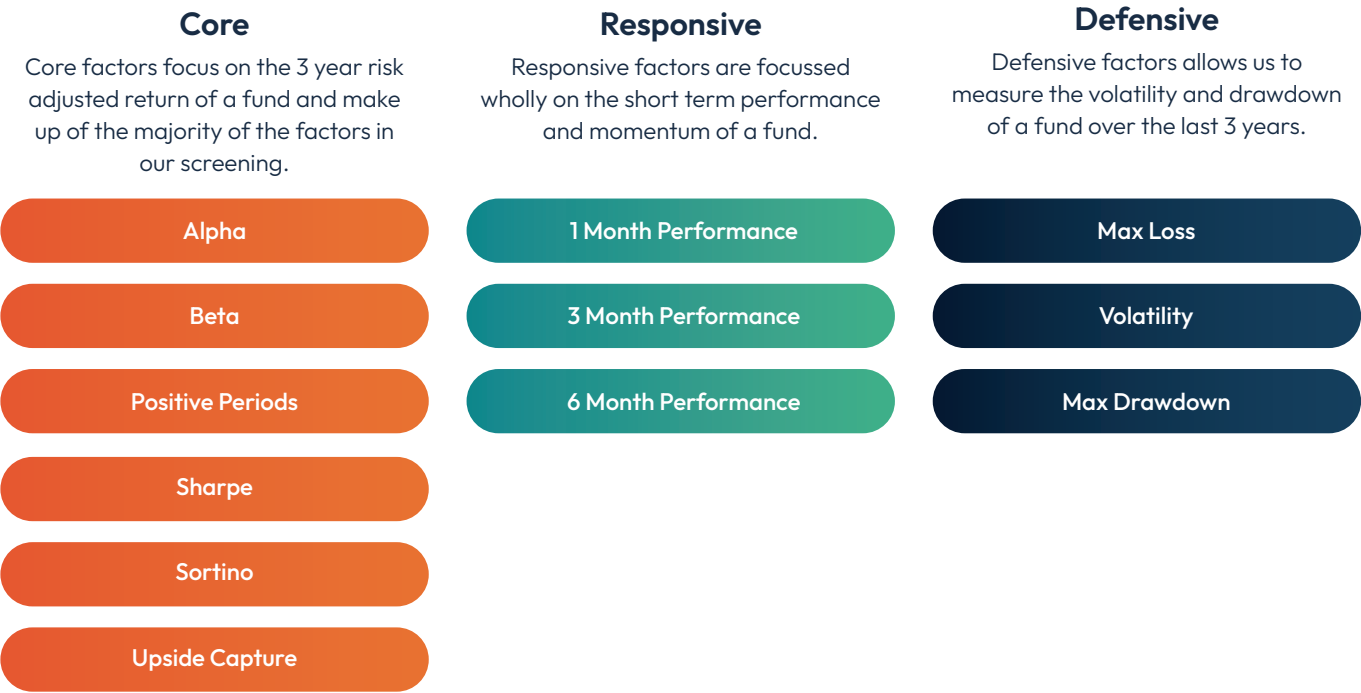 Core
Core factors focus on the 3 year risk
adjusted return of a fund and make
up of the majority of the factors in
our screening.
Alpha
Beta
Positive Periods
Sharpe
Sortino
Upside Capture
Responsive
Responsive factors are focussed
wholly on the short term performance
and momentum of a fund.
1 Month Performance
3 Month Performance
6 Month Performance
Defensive
Defensive factors allows us to
measure the volatility and drawdown
of a fund over the last 3 years.
Max Loss
Volatility
Max Drawdown